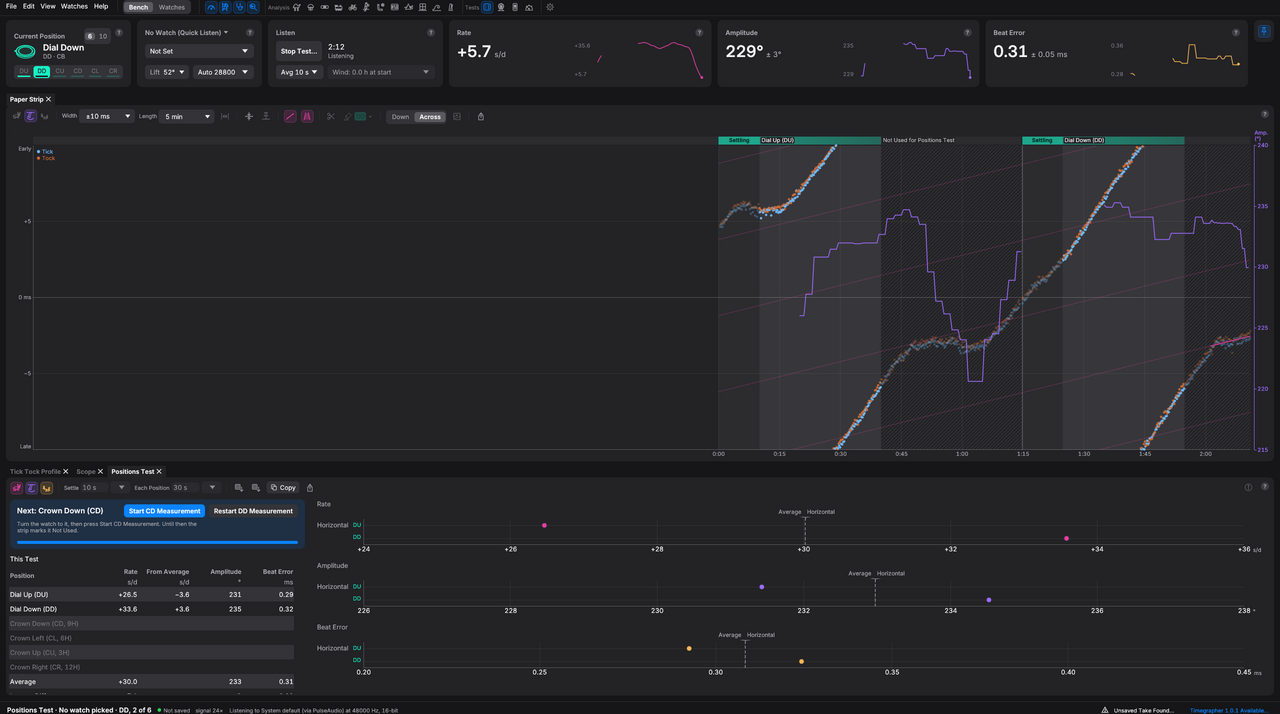 File Edit View Watches Help Bench Watches Analysis Tests
Current Position 6 10 ?
Dial Down
DD · CB
DU DD CU CD CL CR
No Watch (Quick Listen) ?
Not Set
Lift 52° Auto 28800
Listen ?
Stop Test... 2:12
Listening
Avg 10 s Wind: 0.0 h at start
Rate ?
+5.7 s/d
+35.6
+5.7
Amplitude ?
229° ± 3°
235
229
Beat Error ?
0.31 ± 0.05 ms
0.36
0.28
Paper Strip
Width ±10 ms Length 5 min Down Across ?
Settling Dial Up (DU) Not Used for Positions Test Settling Dial Down (DD)
Amp. (°)
Early
Tick
Tock
+5
0 ms
−5
Late
240
235
230
225
220
215
0:00 0:15 0:30 0:45 1:00 1:15 1:30 1:45 2:00
Tick Tock Profile Scope Positions Test
Settle 10 s Each Position 30 s Copy ?
Next: Crown Down (CD) Start CD Measurement Restart DD Measurement
Turn the watch to it, then press Start CD Measurement. Until then the
strip marks it Not Used.
This Test
Position Rate From Average Amplitude Beat Error
s/d s/d ° ms
Dial Up (DU) +26.5 −3.6 231 0.29
Dial Down (DD) +33.6 +3.6 235 0.32
Crown Down (CD, 9H)
Crown Left (CL, 6H)
Crown Up (CU, 3H)
Crown Right (CR, 12H)
Average +30.0 233 0.31
Rate
Average Horizontal
Horizontal DU
DD
+24 +26 +28 +30 +32 +34 +36 s/d
Amplitude
Average Horizontal
Horizontal DU
DD
226 228 230 232 234 236 238 °
Beat Error
Average Horizontal
Horizontal DU
DD
0.20 0.25 0.30 0.35 0.40 0.45 ms
Positions Test · No watch picked · DD, 2 of 6 Not saved signal 24× Listening to System default (via PulseAudio) at 48000 Hz, 16-bit Unsaved Take Found... Timegrapher 1.0.1 Available...